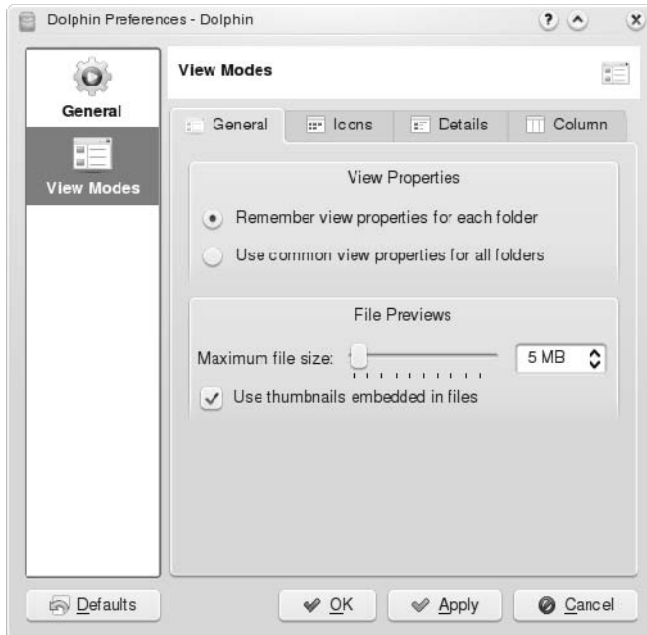 Dolphin Preferences - Dolphin
General
View Modes
View Modes
General
Icons
Details
Column
View Properties
Remember view properties for each folder
Use common view properties for all folders
File Previews
Maximum file size:
5 MB
Use thumbnails embedded in files
Defaults
OK
Apply
Cancel